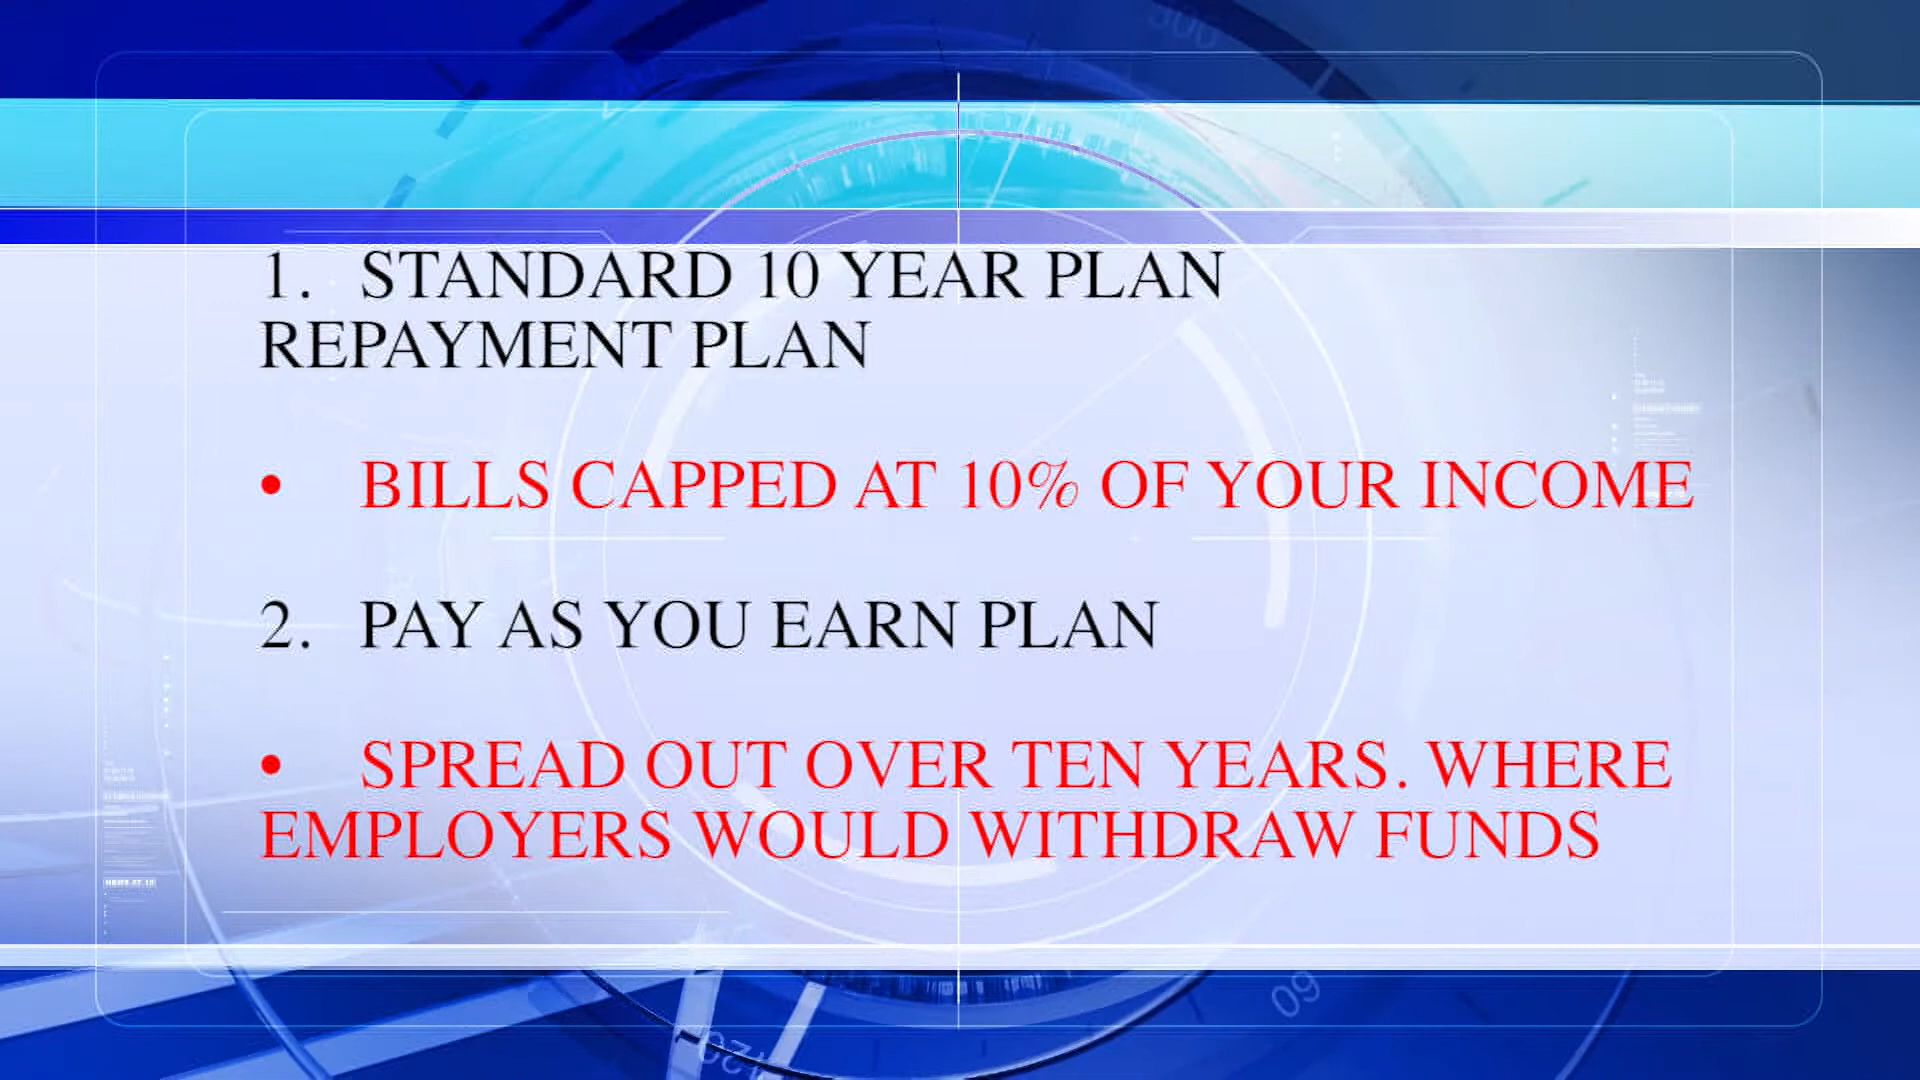 1. STANDARD 10 YEAR PLAN
REPAYMENT PLAN
• BILLS CAPPED AT 10% OF YOUR INCOME
2. PAY AS YOU EARN PLAN
• SPREAD OUT OVER TEN YEARS. WHERE
EMPLOYERS WOULD WITHDRAW FUNDS
09